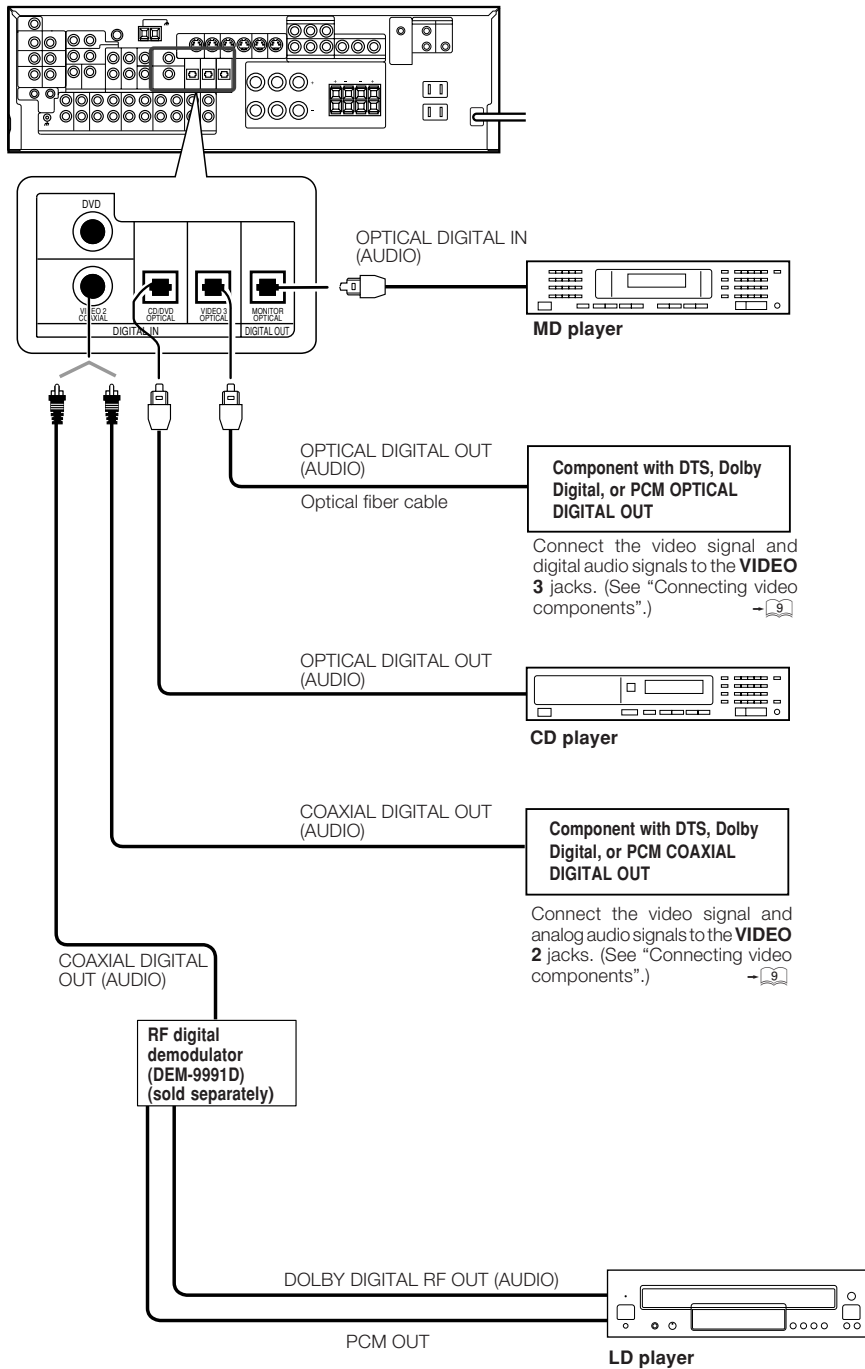 DVD
VIDEO 2
COAXIAL
CD/DVD
OPTICAL
VIDEO 3
OPTICAL
MONITOR
OPTICAL
DIGITAL IN
DIGITAL OUT
OPTICAL DIGITAL IN
(AUDIO)
MD player
OPTICAL DIGITAL OUT
(AUDIO)
Optical fiber cable
Component with DTS, Dolby
Digital, or PCM OPTICAL
DIGITAL OUT
Connect the video signal and
digital audio signals to the VIDEO
3 jacks. (See “Connecting video
components”.) →9
OPTICAL DIGITAL OUT
(AUDIO)
CD player
COAXIAL DIGITAL OUT
(AUDIO)
Component with DTS, Dolby
Digital, or PCM COAXIAL
DIGITAL OUT
Connect the video signal and
analog audio signals to the VIDEO
2 jacks. (See “Connecting video
components”.) →9
COAXIAL DIGITAL
OUT (AUDIO)
RF digital
demodulator
(DEM-9991D)
(sold separately)
DOLBY DIGITAL RF OUT (AUDIO)
PCM OUT
LD player